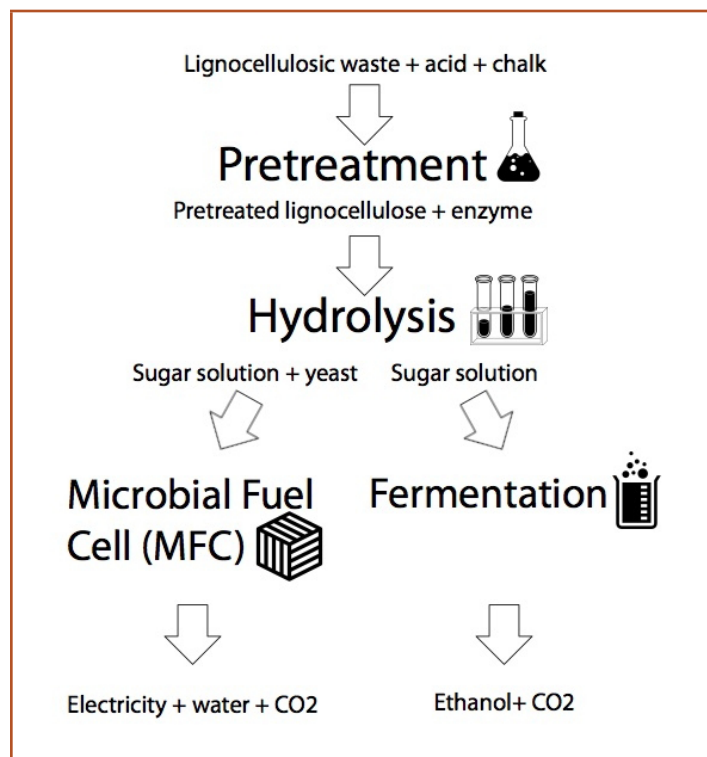 Lignocellulosic waste + acid + chalk
Pretreatment
Pretreated lignocellulose + enzyme
Hydrolysis
Sugar solution + yeast
Sugar solution
Microbial Fuel
Cell (MFC)
Fermentation
Electricity + water + CO2
Ethanol+ CO2